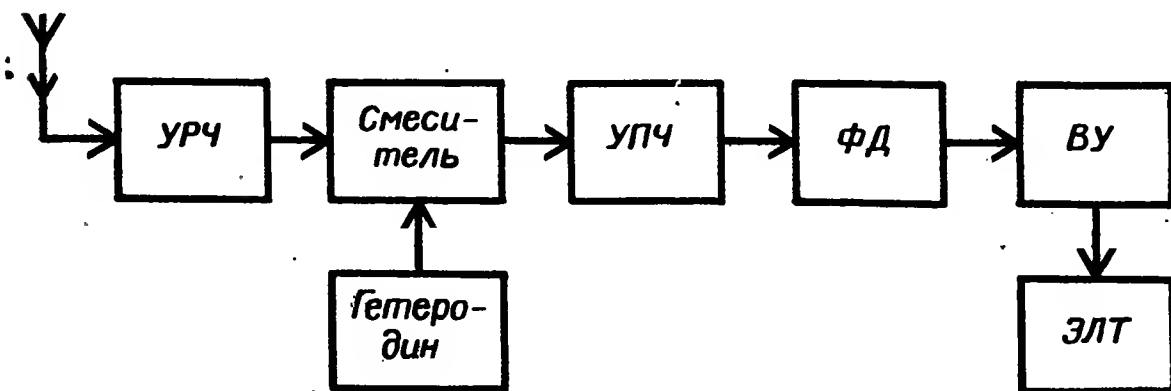 УРЧ
Смеси-
тель
УПЧ
ФД
ВУ
Гетеро-
дин
ЭЛТ